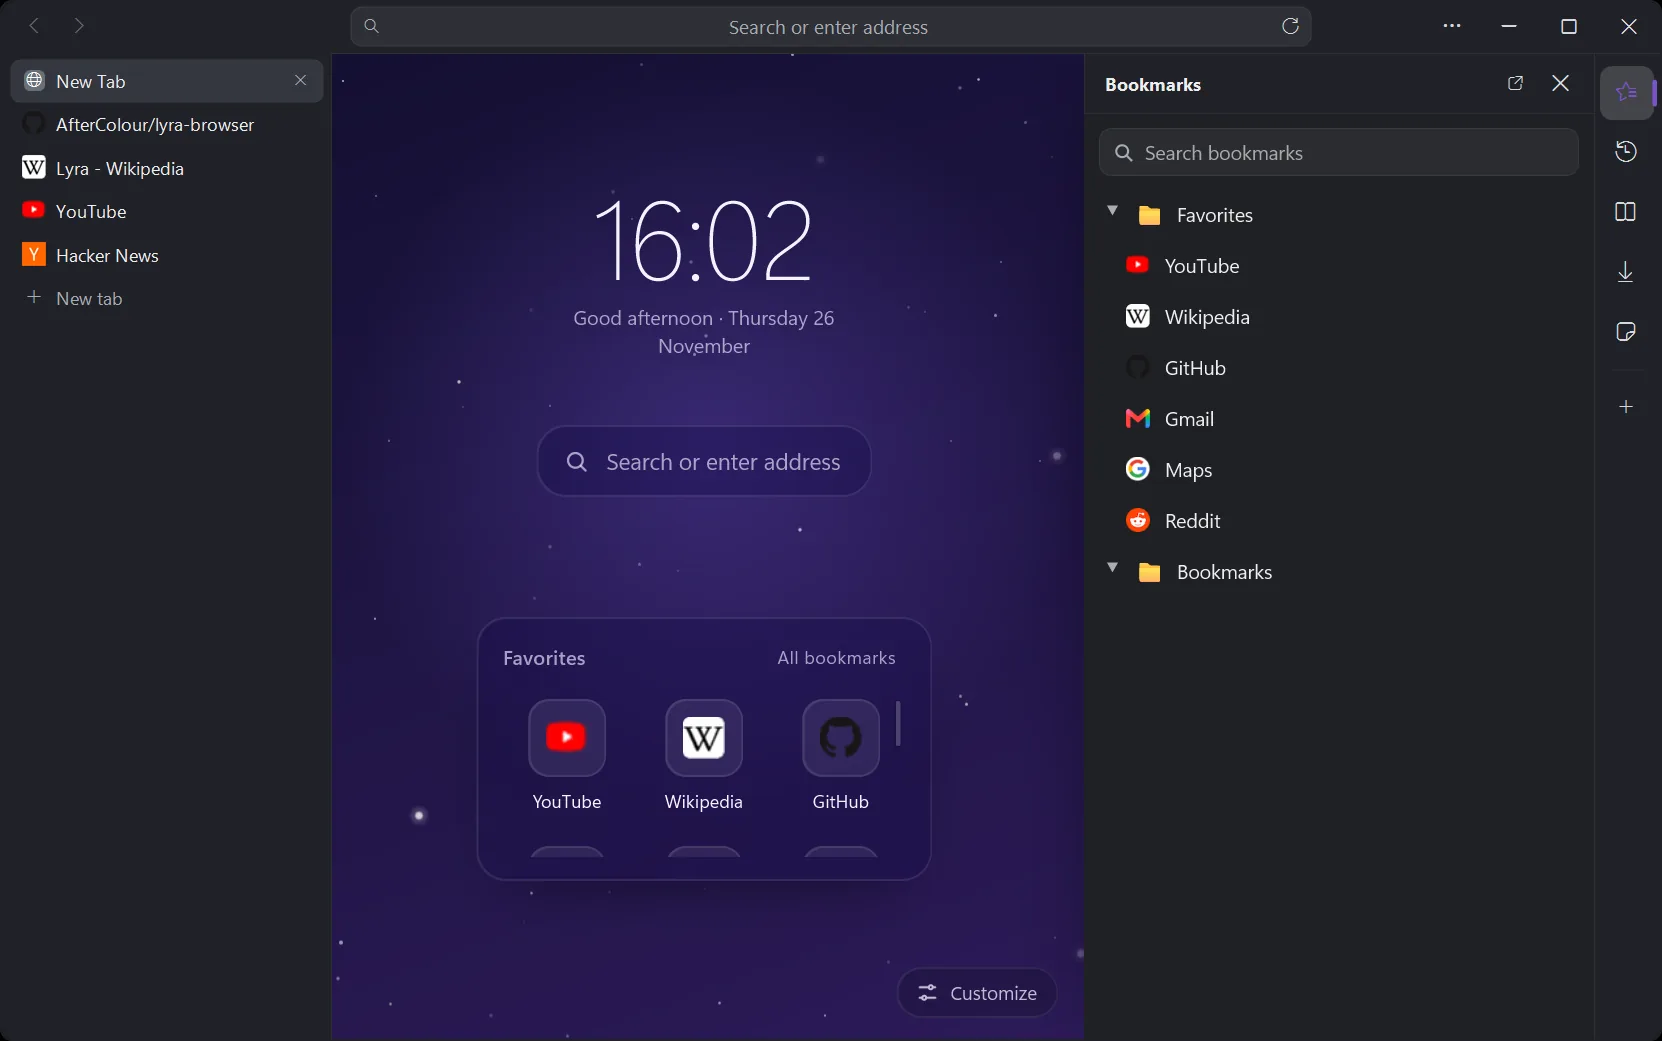 Search or enter address
New Tab
AfterColour/lyra-browser
Lyra - Wikipedia
YouTube
Hacker News
New tab
16:02
Good afternoon · Thursday 26
November
Search or enter address
Favorites
All bookmarks
YouTube
Wikipedia
GitHub
Customize
Bookmarks
Search bookmarks
Favorites
YouTube
Wikipedia
GitHub
Gmail
Maps
Reddit
Bookmarks